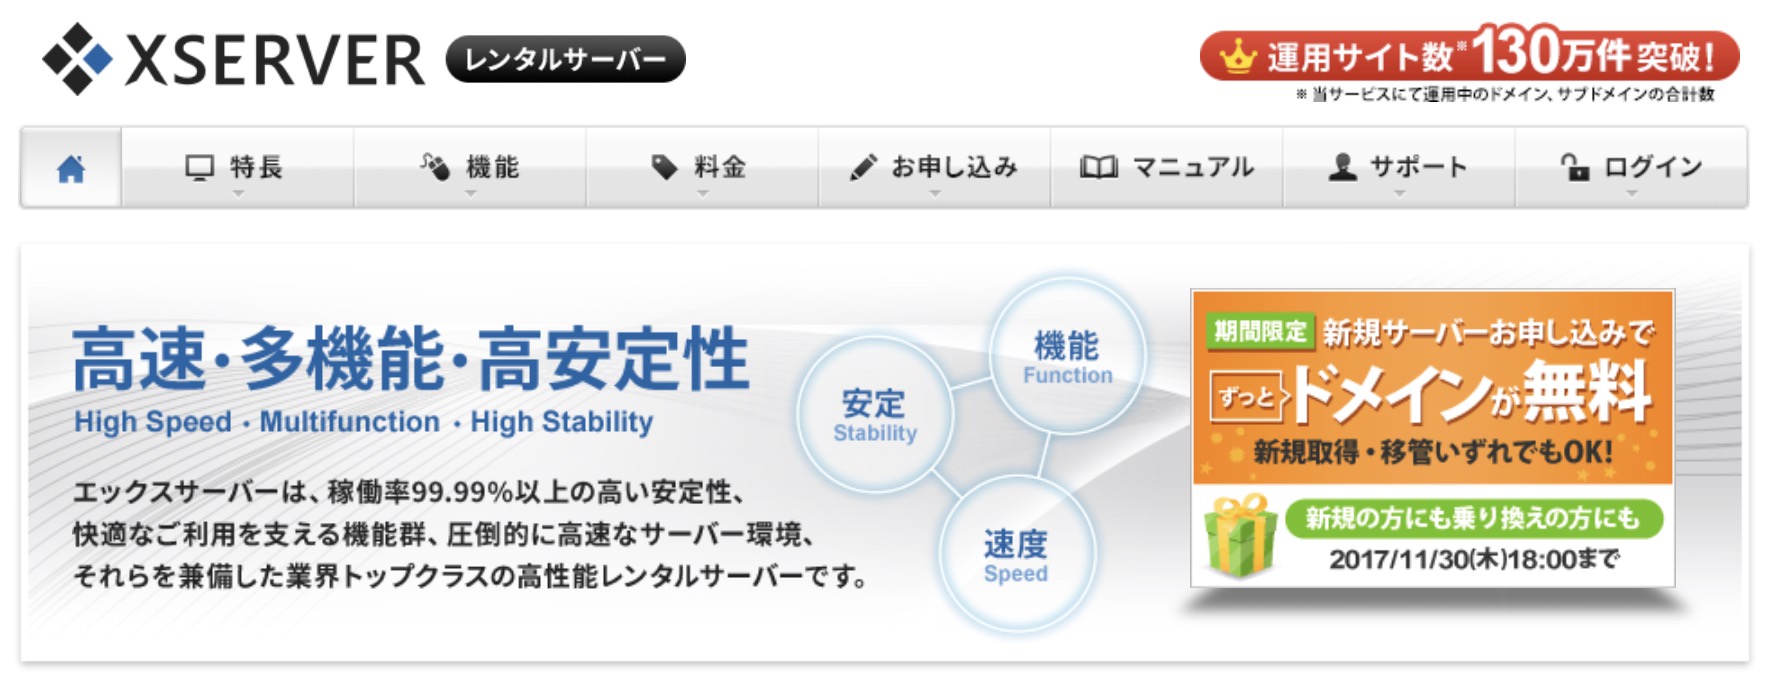 XSERVER レンタルサーバー
運用サイト数※130万件突破!
※ 当サービスにて運用中のドメイン、サブドメインの合計数
特長 機能 料金 お申し込み マニュアル サポート ログイン
高速・多機能・高安定性
High Speed・Multifunction・High Stability
エックスサーバーは、稼働率99.99%以上の高い安定性、
快適なご利用を支える機能群、圧倒的に高速なサーバー環境、
それらを兼備した業界トップクラスの高性能レンタルサーバーです。
機能
Function
安定
Stability
速度
Speed
期間限定 新規サーバーお申し込みで
ずっと ドメインが無料
新規取得・移管いずれでもOK!
新規の方にも乗り換えの方にも
2017/11/30(木)18:00まで